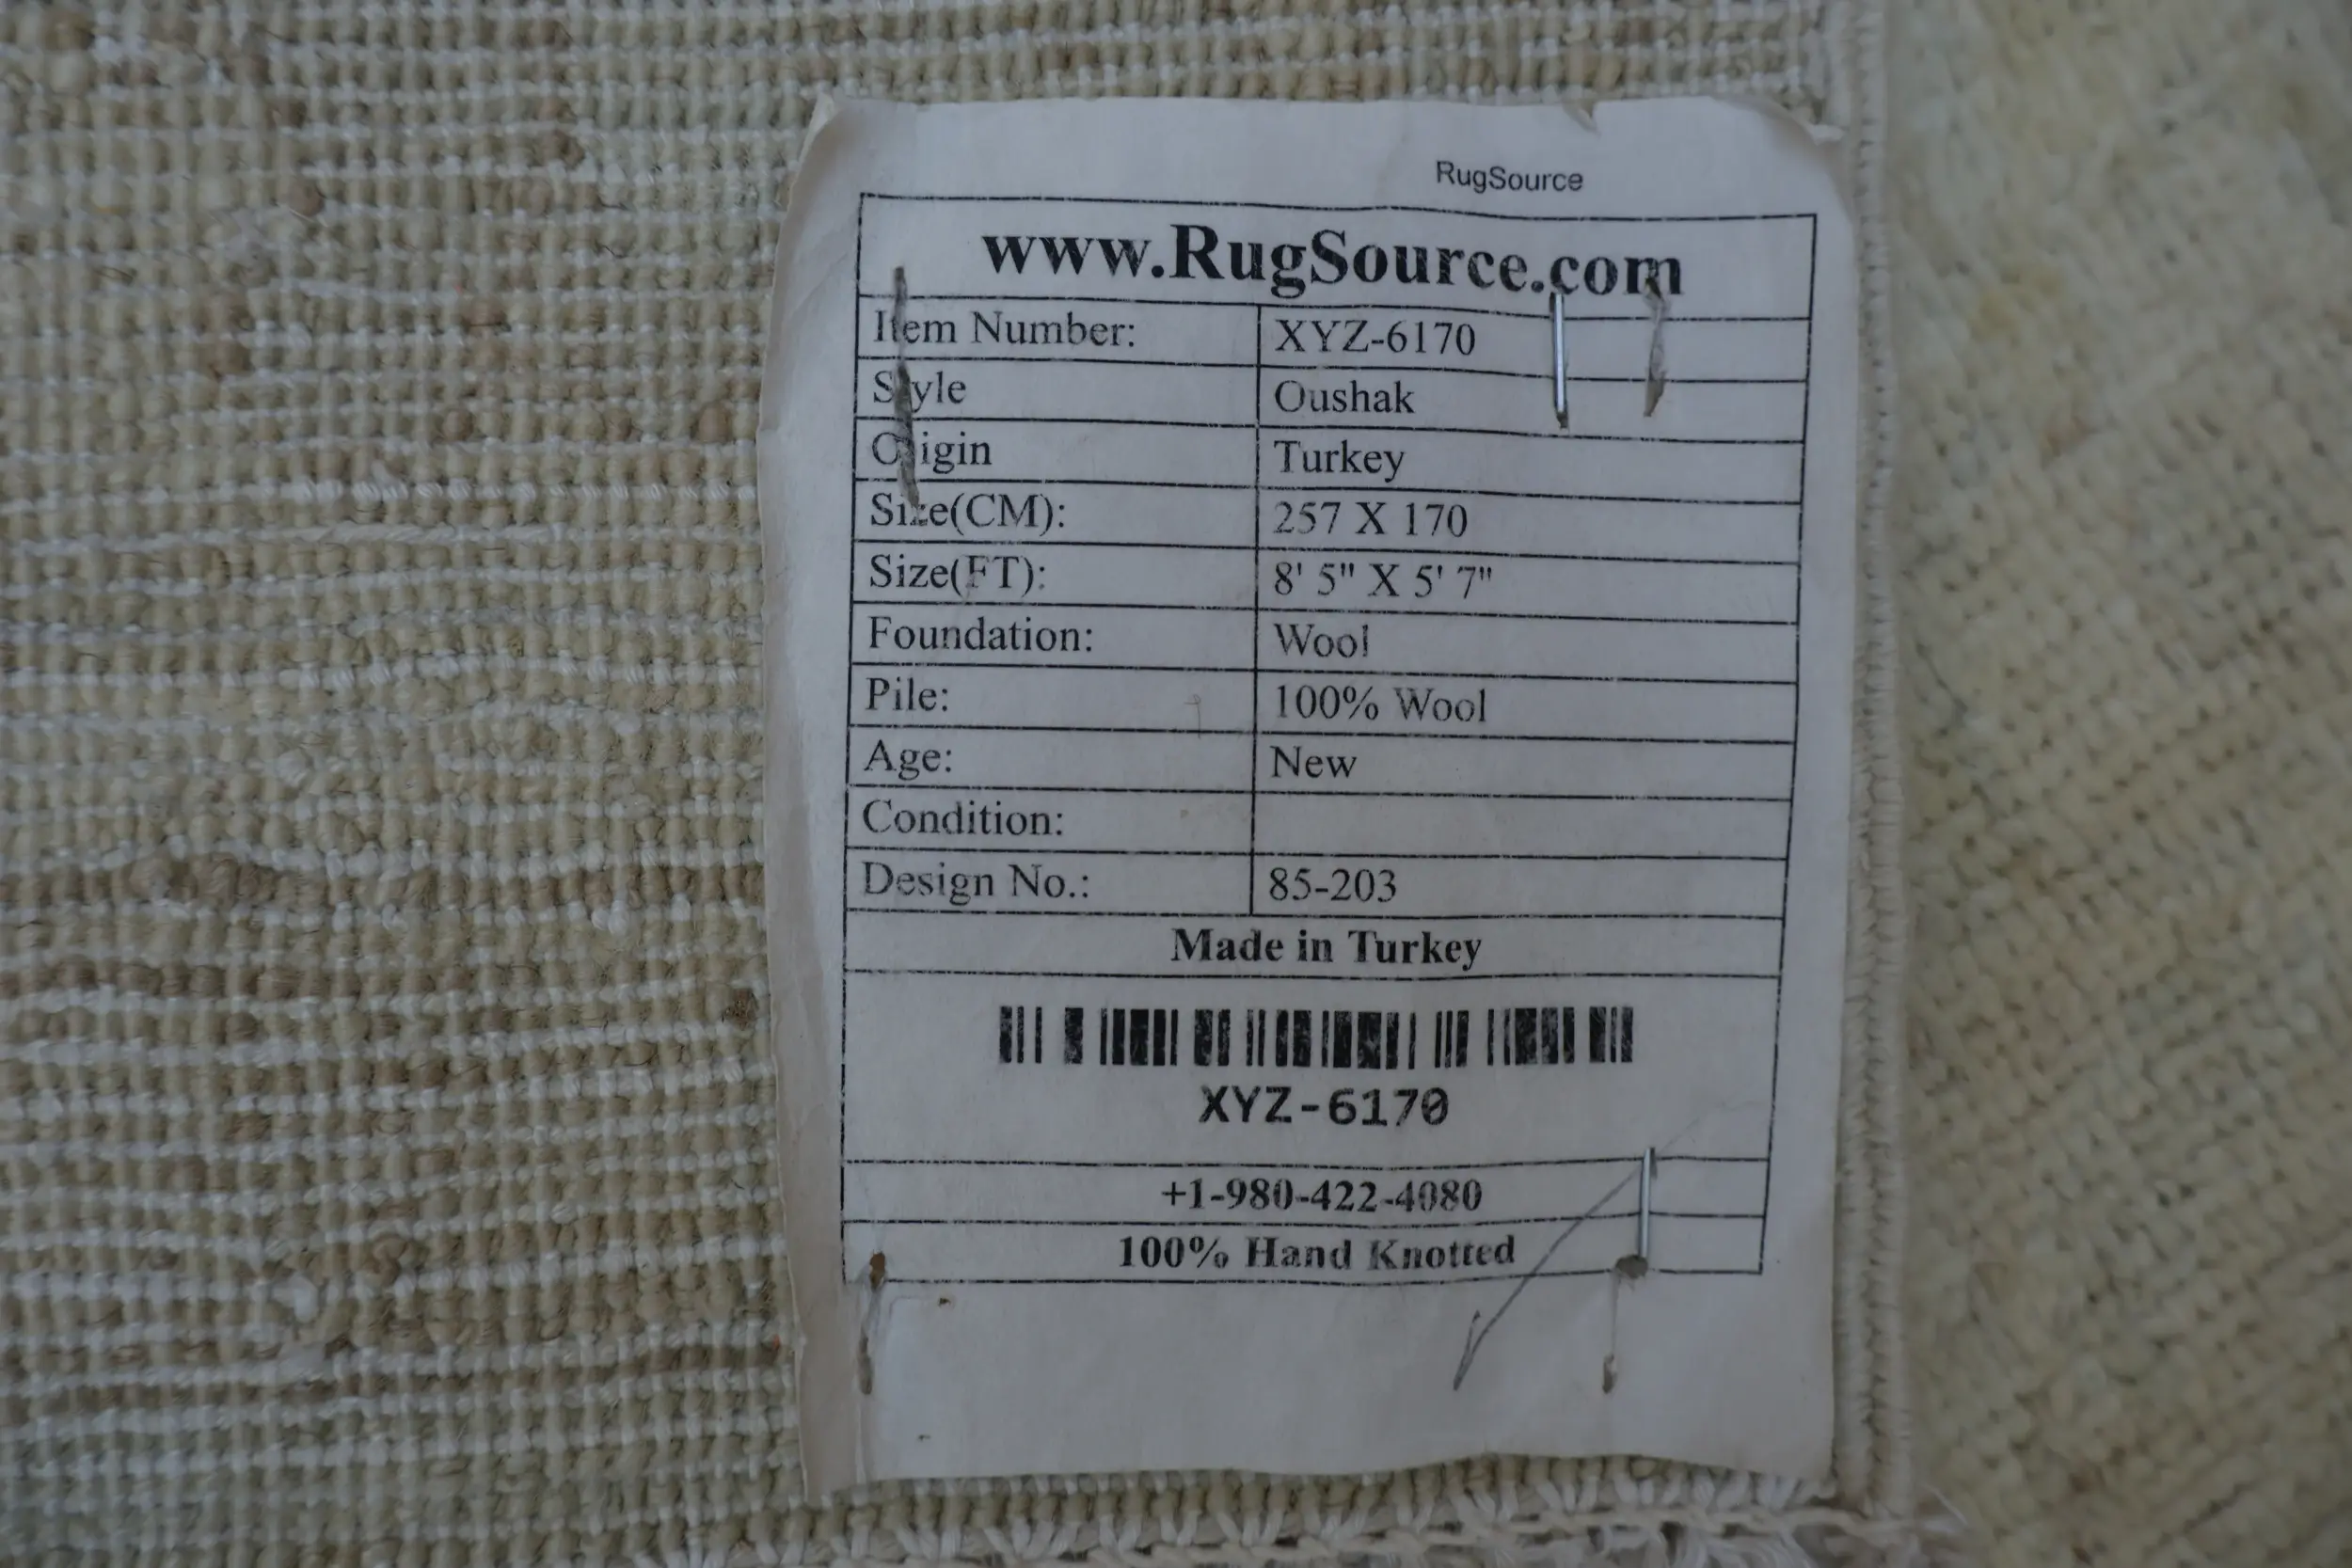 RugSource
www.RugSource.com
Item Number: XYZ-6170
Style Oushak
Origin Turkey
Size(CM): 257 X 170
Size(FT): 8' 5" X 5' 7"
Foundation: Wool
Pile: 100% Wool
Age: New
Condition:
Design No.: 85-203
Made in Turkey
XYZ-6170
+1-980-422-4080
100% Hand Knotted